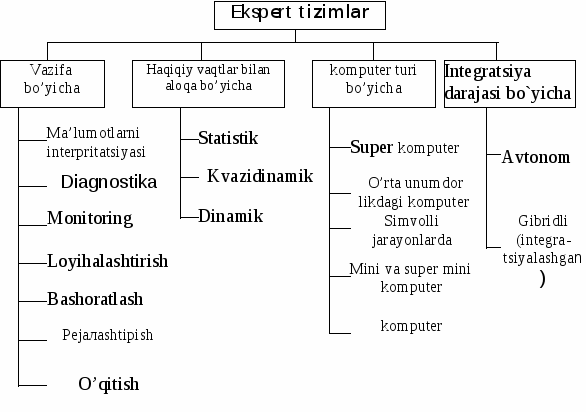 Ekspert tizimlar
Vazifa
bo’yicha
Haqiqiy vaqtlar bilan
aloqa bo’yicha
komputer turi
bo’yicha
Integratsiya
darajasi bo`yicha
Ma’lumotlarni
interpritatsiyasi
Diagnostika
Monitoring
Loyihalashtirish
Bashoratlash
Rejaлashtipish
O’qitish
Statistik
Kvazidinamik
Dinamik
Super komputer
O’rta unumdor
likdagi komputer
Simvolli
jarayonlarda
Mini va super mini
komputer
komputer
Avtonom
Gibridli
(integra-
tsiyalashgan
)